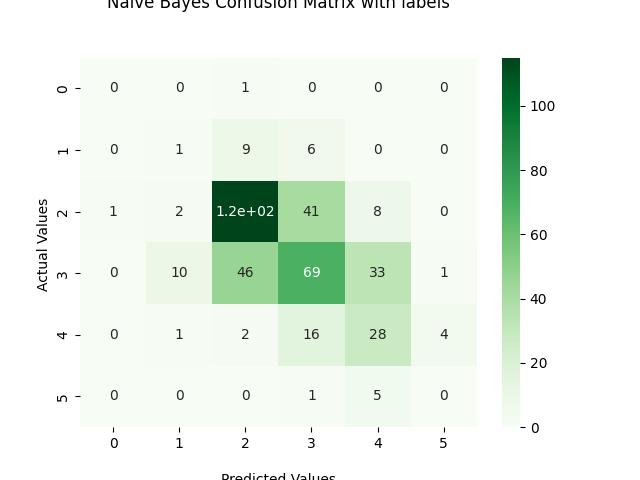 Naive Bayes Confusion Matrix with labels
0 0 0 1 0 0 0
1 0 1 9 6 0 0
2 1 2 1.2e+02 41 8 0
3 0 10 46 69 33 1
4 0 1 2 16 28 4
5 0 0 0 1 5 0
0 1 2 3 4 5
Actual Values
Predicted Values
100
80
60
40
20
0